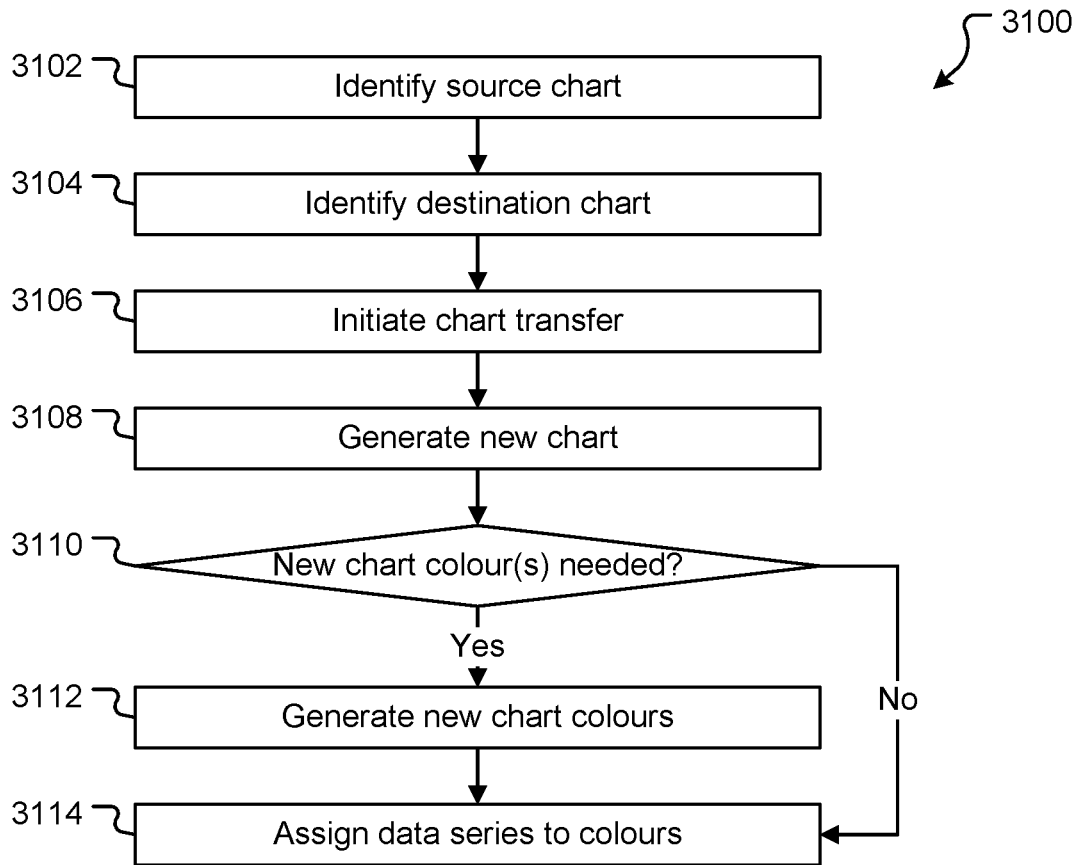 3100
3102
Identify source chart
3104
Identify destination chart
3106
Initiate chart transfer
3108
Generate new chart
3110
New chart colour(s) needed?
Yes
No
3112
Generate new chart colours
3114
Assign data series to colours